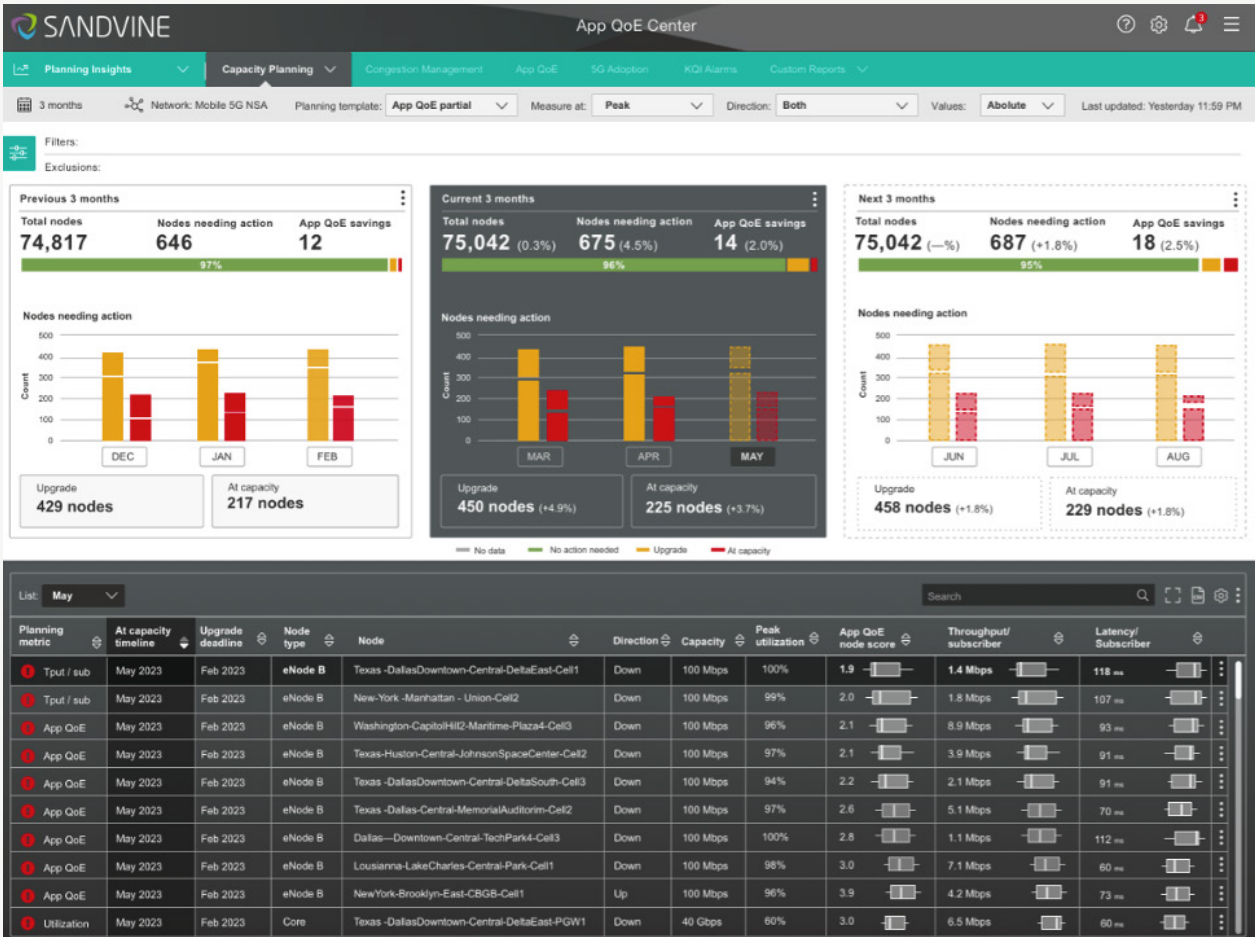 SANDVINE App QoE Center 3
Planning Insights Capacity Planning Congestion Management App QoE 5G Adoption KQI Alarms Custom Reports
3 months Network: Mobile 5G NSA Planning template: App QoE partial Measure at: Peak Direction: Both Values: Abolute Last updated: Yesterday 11:59 PM
Filters:
Exclusions:
Previous 3 months
Total nodes Nodes needing action App QoE savings
74,817 646 12
97%
Nodes needing action
Count
500
400
300
200
100
0
DEC JAN FEB
Upgrade
429 nodes
At capacity
217 nodes
Current 3 months
Total nodes Nodes needing action App QoE savings
75,042 (0.3%) 675 (4.5%) 14 (2.0%)
96%
Nodes needing action
Count
500
400
300
200
100
0
MAR APR MAY
Upgrade
450 nodes (+4.9%)
At capacity
225 nodes (+3.7%)
Next 3 months
Total nodes Nodes needing action App QoE savings
75,042 (—%) 687 (+1.8%) 18 (2.5%)
95%
Nodes needing action
Count
500
400
300
200
100
0
JUN JUL AUG
Upgrade
458 nodes (+1.8%)
At capacity
229 nodes (+1.8%)
No data No action needed Upgrade At capacity
List: May Search
Planning metric At capacity timeline Upgrade deadline Node type Node Direction Capacity Peak utilization App QoE node score Throughput/ subscriber Latency/ Subscriber
Tput / sub May 2023 Feb 2023 eNode B Texas -DallasDowntown-Central-DeltaEast-Cell1 Down 100 Mbps 100% 1.9 1.4 Mbps 118 ms
Tput / sub May 2023 Feb 2023 eNode B New-York -Manhattan - Union-Cell2 Down 100 Mbps 99% 2.0 1.8 Mbps 107 ms
App QoE May 2023 Feb 2023 eNode B Washington-CapitolHill2-Maritime-Plaza4-Cell3 Down 100 Mbps 96% 2.1 8.9 Mbps 93 ms
App QoE May 2023 Feb 2023 eNode B Texas-Huston-Central-JohnsonSpaceCenter-Cell2 Down 100 Mbps 97% 2.1 3.9 Mbps 91 ms
App QoE May 2023 Feb 2023 eNode B Texas -DallasDowntown-Central-DeltaSouth-Cell3 Down 100 Mbps 94% 2.2 2.1 Mbps 91 ms
App QoE May 2023 Feb 2023 eNode B Texas -Dallas-Central-MemorialAuditorim-Cell2 Down 100 Mbps 97% 2.6 5.1 Mbps 70 ms
App QoE May 2023 Feb 2023 eNode B Dallas—Downtown-Central-TechPark4-Cell3 Down 100 Mbps 100% 2.8 1.1 Mbps 112 ms
App QoE May 2023 Feb 2023 eNode B Lousianna-LakeCharles-Central-Park-Cell1 Down 100 Mbps 98% 3.0 7.1 Mbps 60 ms
App QoE May 2023 Feb 2023 eNode B NewYork-Brooklyn-East-CBGB-Cell1 Up 100 Mbps 96% 3.9 4.2 Mbps 73 ms
Utilization May 2023 Feb 2023 Core Texas -DallasDowntown-Central-DeltaEast-PGW1 Down 40 Gbps 60% 3.0 6.5 Mbps 60 ms